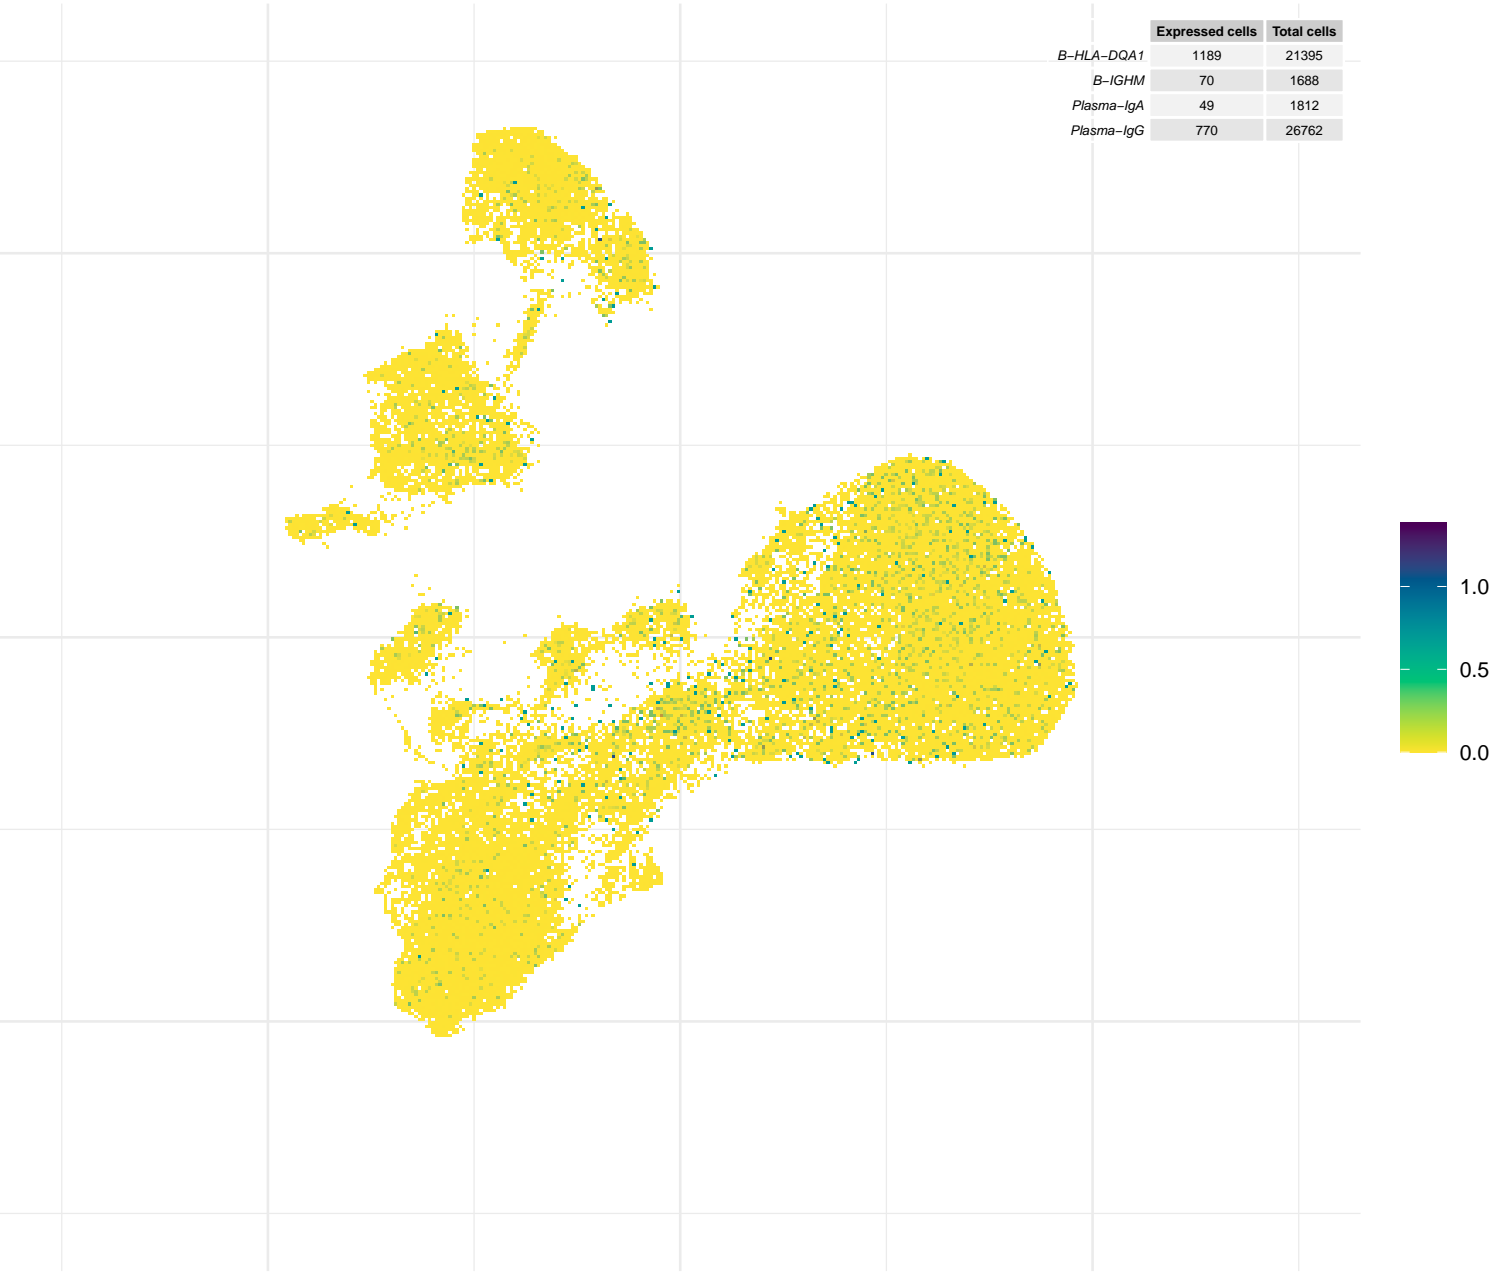 Expressed cells Total cells
B−HLA−DQA1 1189 21395
B−IGHM 70 1688
Plasma−IgA 49 1812
Plasma−IgG 770 26762
1.0
0.5
0.0